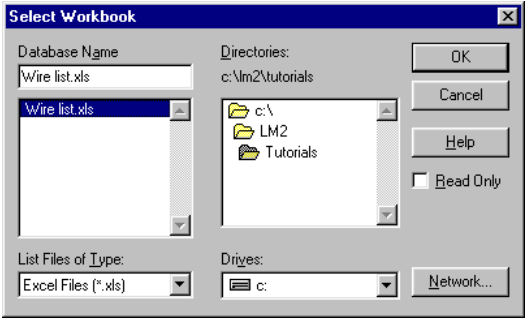 Select Workbook
Database Name
Wire list.xls
Wire list.xls
Directories:
c:\lm2\tutorials
c:\
LM2
Tutorials
OK
Cancel
Help
Read Only
List Files of Type:
Excel Files (*.xls)
Drives:
c:
Network...